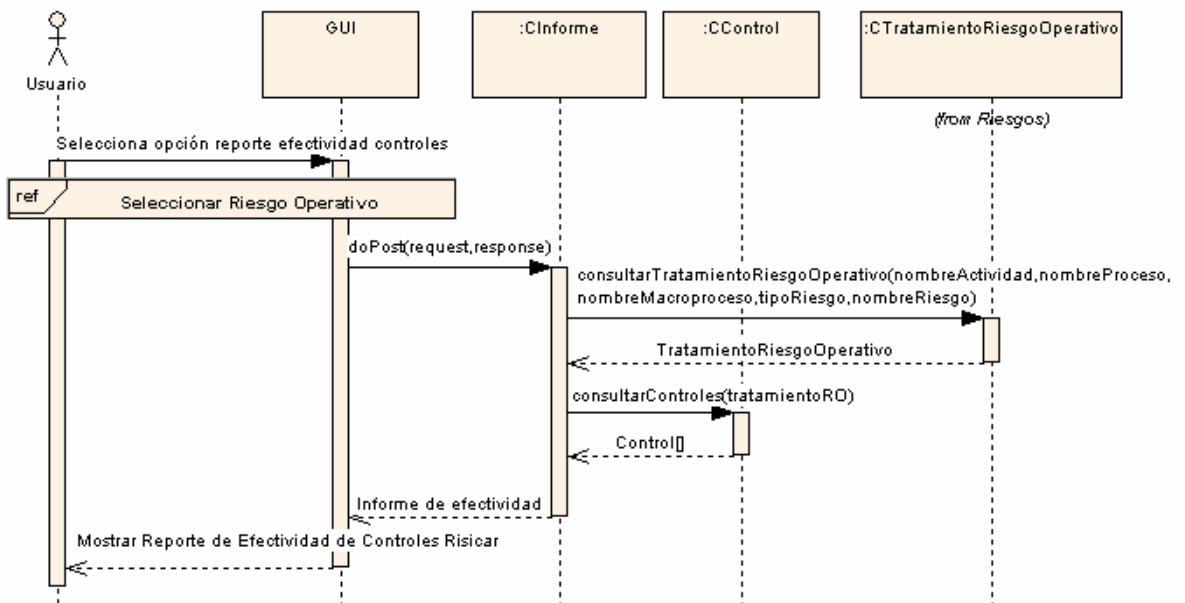 GUI
:CInforme
:CControl
:CTratamientoRiesgoOperativo
Usuario
(from Riesgos)
Selecciona opción reporte efectividad controles
ref
Seleccionar Riesgo Operativo
doPost(request,response)
consultarTratamientoRiesgoOperativo(nombreActividad,nombreProceso,
nombreMacroproceso,tipoRiesgo,nombreRiesgo)
TratamientoRiesgoOperativo
consultarControles(tratamientoRO)
Control[]
Informe de efectividad
Mostrar Reporte de Efectividad de Controles Risicar